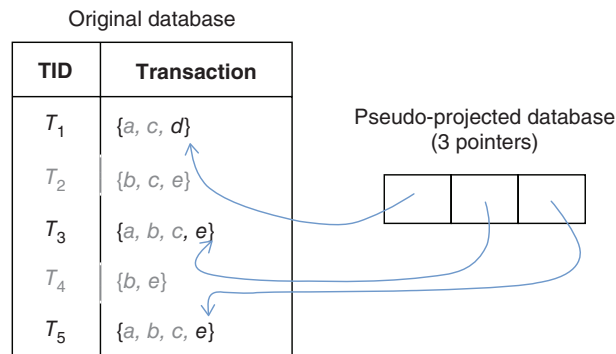 Original database
TID Transaction
T1 {a, c, d}
T2 {b, c, e}
T3 {a, b, c, e}
T4 {b, e}
T5 {a, b, c, e}
Pseudo-projected database
(3 pointers)